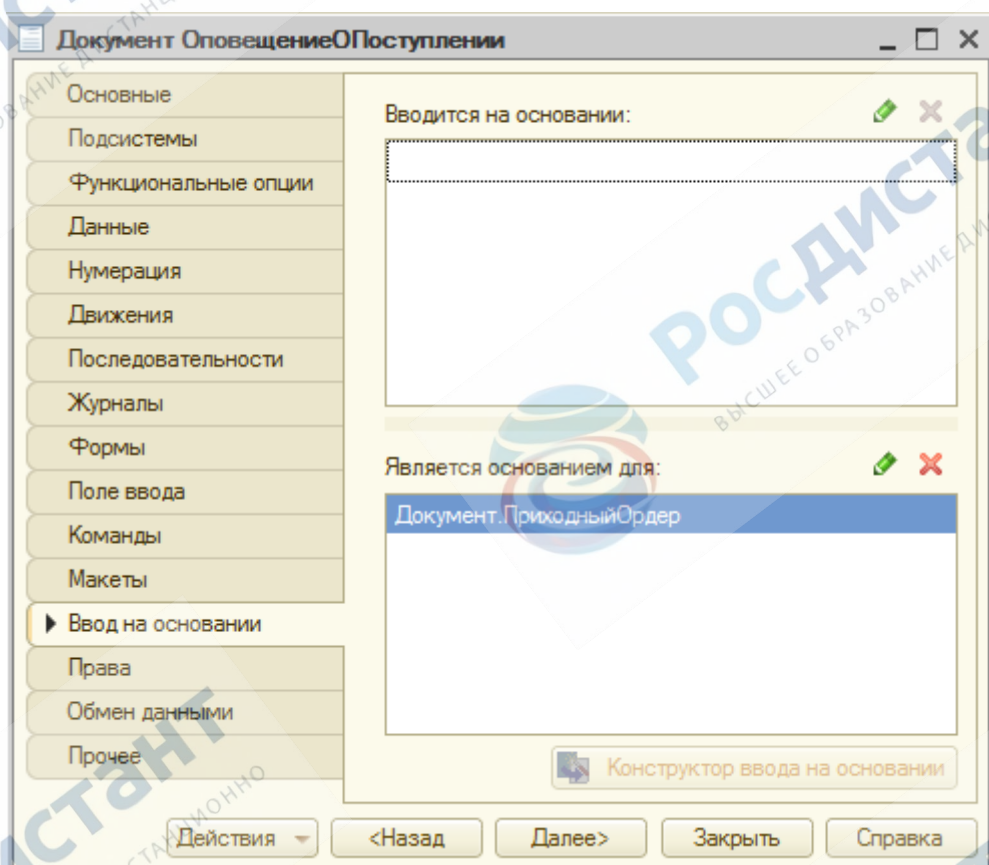 Документ ОповещениеОПоступлении
Основные
Подсистемы
Функциональные опции
Данные
Нумерация
Движения
Последовательности
Журналы
Формы
Поле ввода
Команды
Макеты
Ввод на основании
Права
Обмен данными
Прочее
Вводится на основании:
Является основанием для:
Документ.ПриходныйОрдер
Конструктор ввода на основании
Действия
<Назад
Далее>
Закрыть
Справка
росдистант
ВЫСШЕЕ ОБРАЗОВАНИЕ